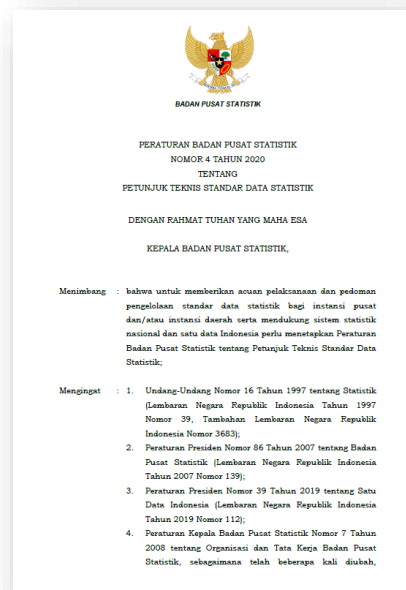 BADAN PUSAT STATISTIK
PERATURAN BADAN PUSAT STATISTIK
NOMOR 4 TAHUN 2020
TENTANG
PETUNJUK TEKNIS STANDAR DATA STATISTIK
DENGAN RAHMAT TUHAN YANG MAHA ESA
KEPALA BADAN PUSAT STATISTIK,
Menimbang : bahwa untuk memberikan acuan pelaksanaan dan pedoman
pengelolaan standar data statistik bagi instansi pusat
dan/atau instansi daerah serta mendukung sistem statistik
nasional dan satu data Indonesia perlu menetapkan Peraturan
Badan Pusat Statistik tentang Petunjuk Teknis Standar Data
Statistik;
Mengingat : 1. Undang-Undang Nomor 16 Tahun 1997 tentang Statistik
(Lembaran Negara Republik Indonesia Tahun 1997
Nomor 39, Tambahan Lembaran Negara Republik
Indonesia Nomor 3683);
2. Peraturan Presiden Nomor 86 Tahun 2007 tentang Badan
Pusat Statistik (Lembaran Negara Republik Indonesia
Tahun 2007 Nomor 139);
3. Peraturan Presiden Nomor 39 Tahun 2019 tentang Satu
Data Indonesia (Lembaran Negara Republik Indonesia
Tahun 2019 Nomor 112);
4. Peraturan Kepala Badan Pusat Statistik Nomor 7 Tahun
2008 tentang Organisasi dan Tata Kerja Badan Pusat
Statistik, sebagaimana telah beberapa kali diubah,